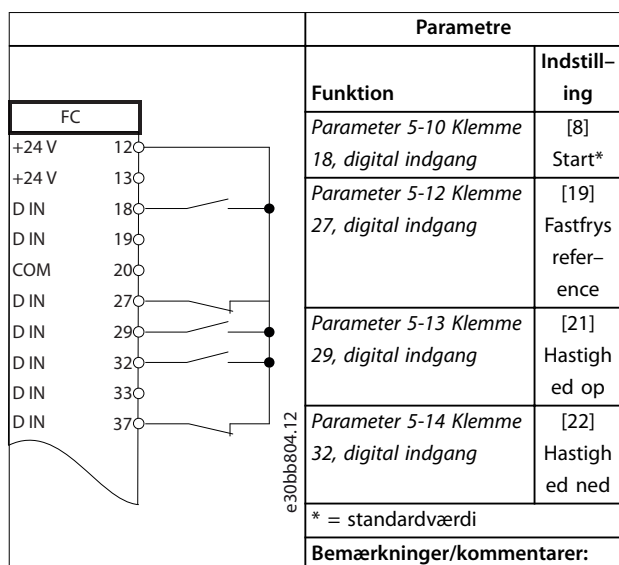 Parametre
Funktion
Indstill–
ing
FC
+24 V 12
+24 V 13
D IN 18
D IN 19
COM 20
D IN 27
D IN 29
D IN 32
D IN 33
D IN 37
e30bb804.12
Parameter 5-10 Klemme
18, digital indgang
[8]
Start*
Parameter 5-12 Klemme
27, digital indgang
[19]
Fastfrys
refer–
ence
Parameter 5-13 Klemme
29, digital indgang
[21]
Hastigh
ed op
Parameter 5-14 Klemme
32, digital indgang
[22]
Hastigh
ed ned
* = standardværdi
Bemærkninger/kommentarer: